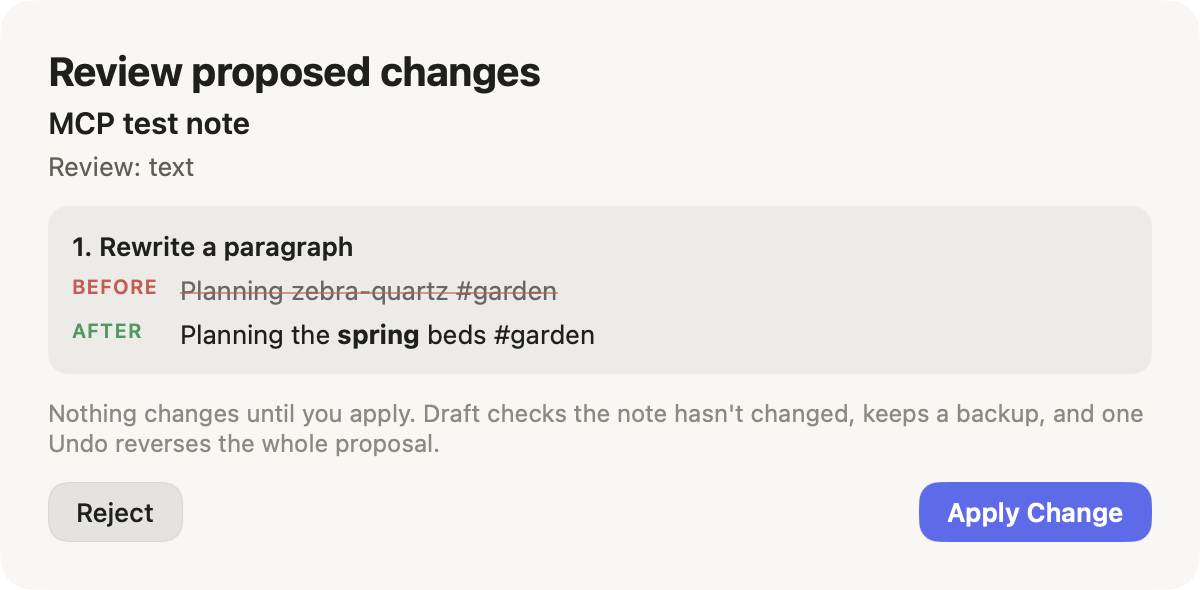 Review proposed changes
MCP test note
Review: text
1. Rewrite a paragraph
BEFORE Planning zebra-quartz #garden
AFTER Planning the spring beds #garden
Nothing changes until you apply. Draft checks the note hasn't changed, keeps a backup, and one
Undo reverses the whole proposal.
Reject Apply Change